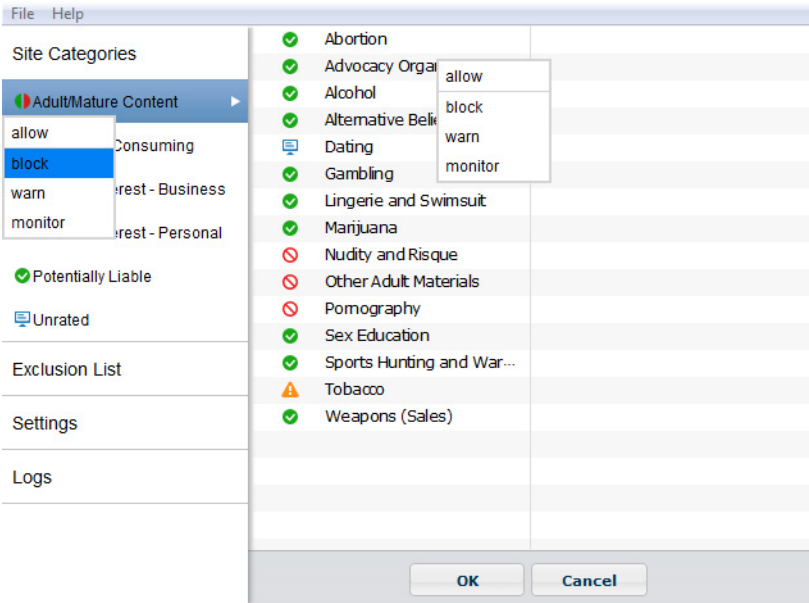 File Help
Site Categories
Adult/Mature Content
allow
block
warn
monitor
Consuming
rest - Business
erest - Personal
Potentially Liable
Unrated
Exclusion List
Settings
Logs
Abortion
Advocacy Orga
Alcohol
Alternative Belie
Dating
Gambling
Lingerie and Swimsuit
Marijuana
Nudity and Risque
Other Adult Materials
Pornography
Sex Education
Sports Hunting and War...
Tobacco
Weapons (Sales)
allow
block
warn
monitor
OK Cancel